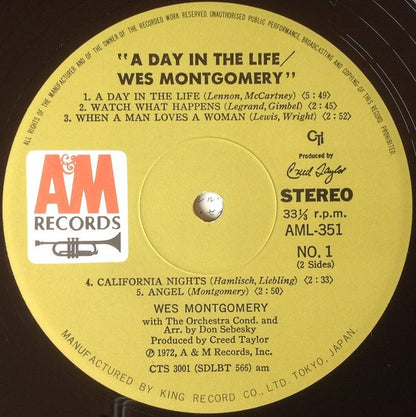 ALL RIGHTS OF THE MANUFACTURER AND OF THE OWNER OF THE RECORDED WORK RESERVED. UNAUTHORISED PUBLIC PERFORMANCE, BROADCASTING AND COPYING OF THIS RECORD PROHIBITED.
"A DAY IN THE LIFE/
WES MONTGOMERY"
1. A DAY IN THE LIFE (Lennon, McCartney) (5:49)
2. WATCH WHAT HAPPENS (Legrand, Gimbel) (2:45)
3. WHEN A MAN LOVES A WOMAN (Lewis, Wright) (2:52)
CTi
Produced by
Creed Taylor
A&M
RECORDS
STEREO
33⅓ r.p.m.
AML-351
NO. 1
(2 Sides)
4. CALIFORNIA NIGHTS (Hamlisch, Liebling) (2:33)
5. ANGEL (Montgomery) (2:50)
WES MONTGOMERY
with The Orchestra Cond. and
Arr. by Don Sebesky
Produced by Creed Taylor
℗ 1972, A & M Records, Inc.
CTS 3001 (SDLBT 566) am
MANUFACTURED BY KING RECORD CO., LTD. TOKYO, JAPAN